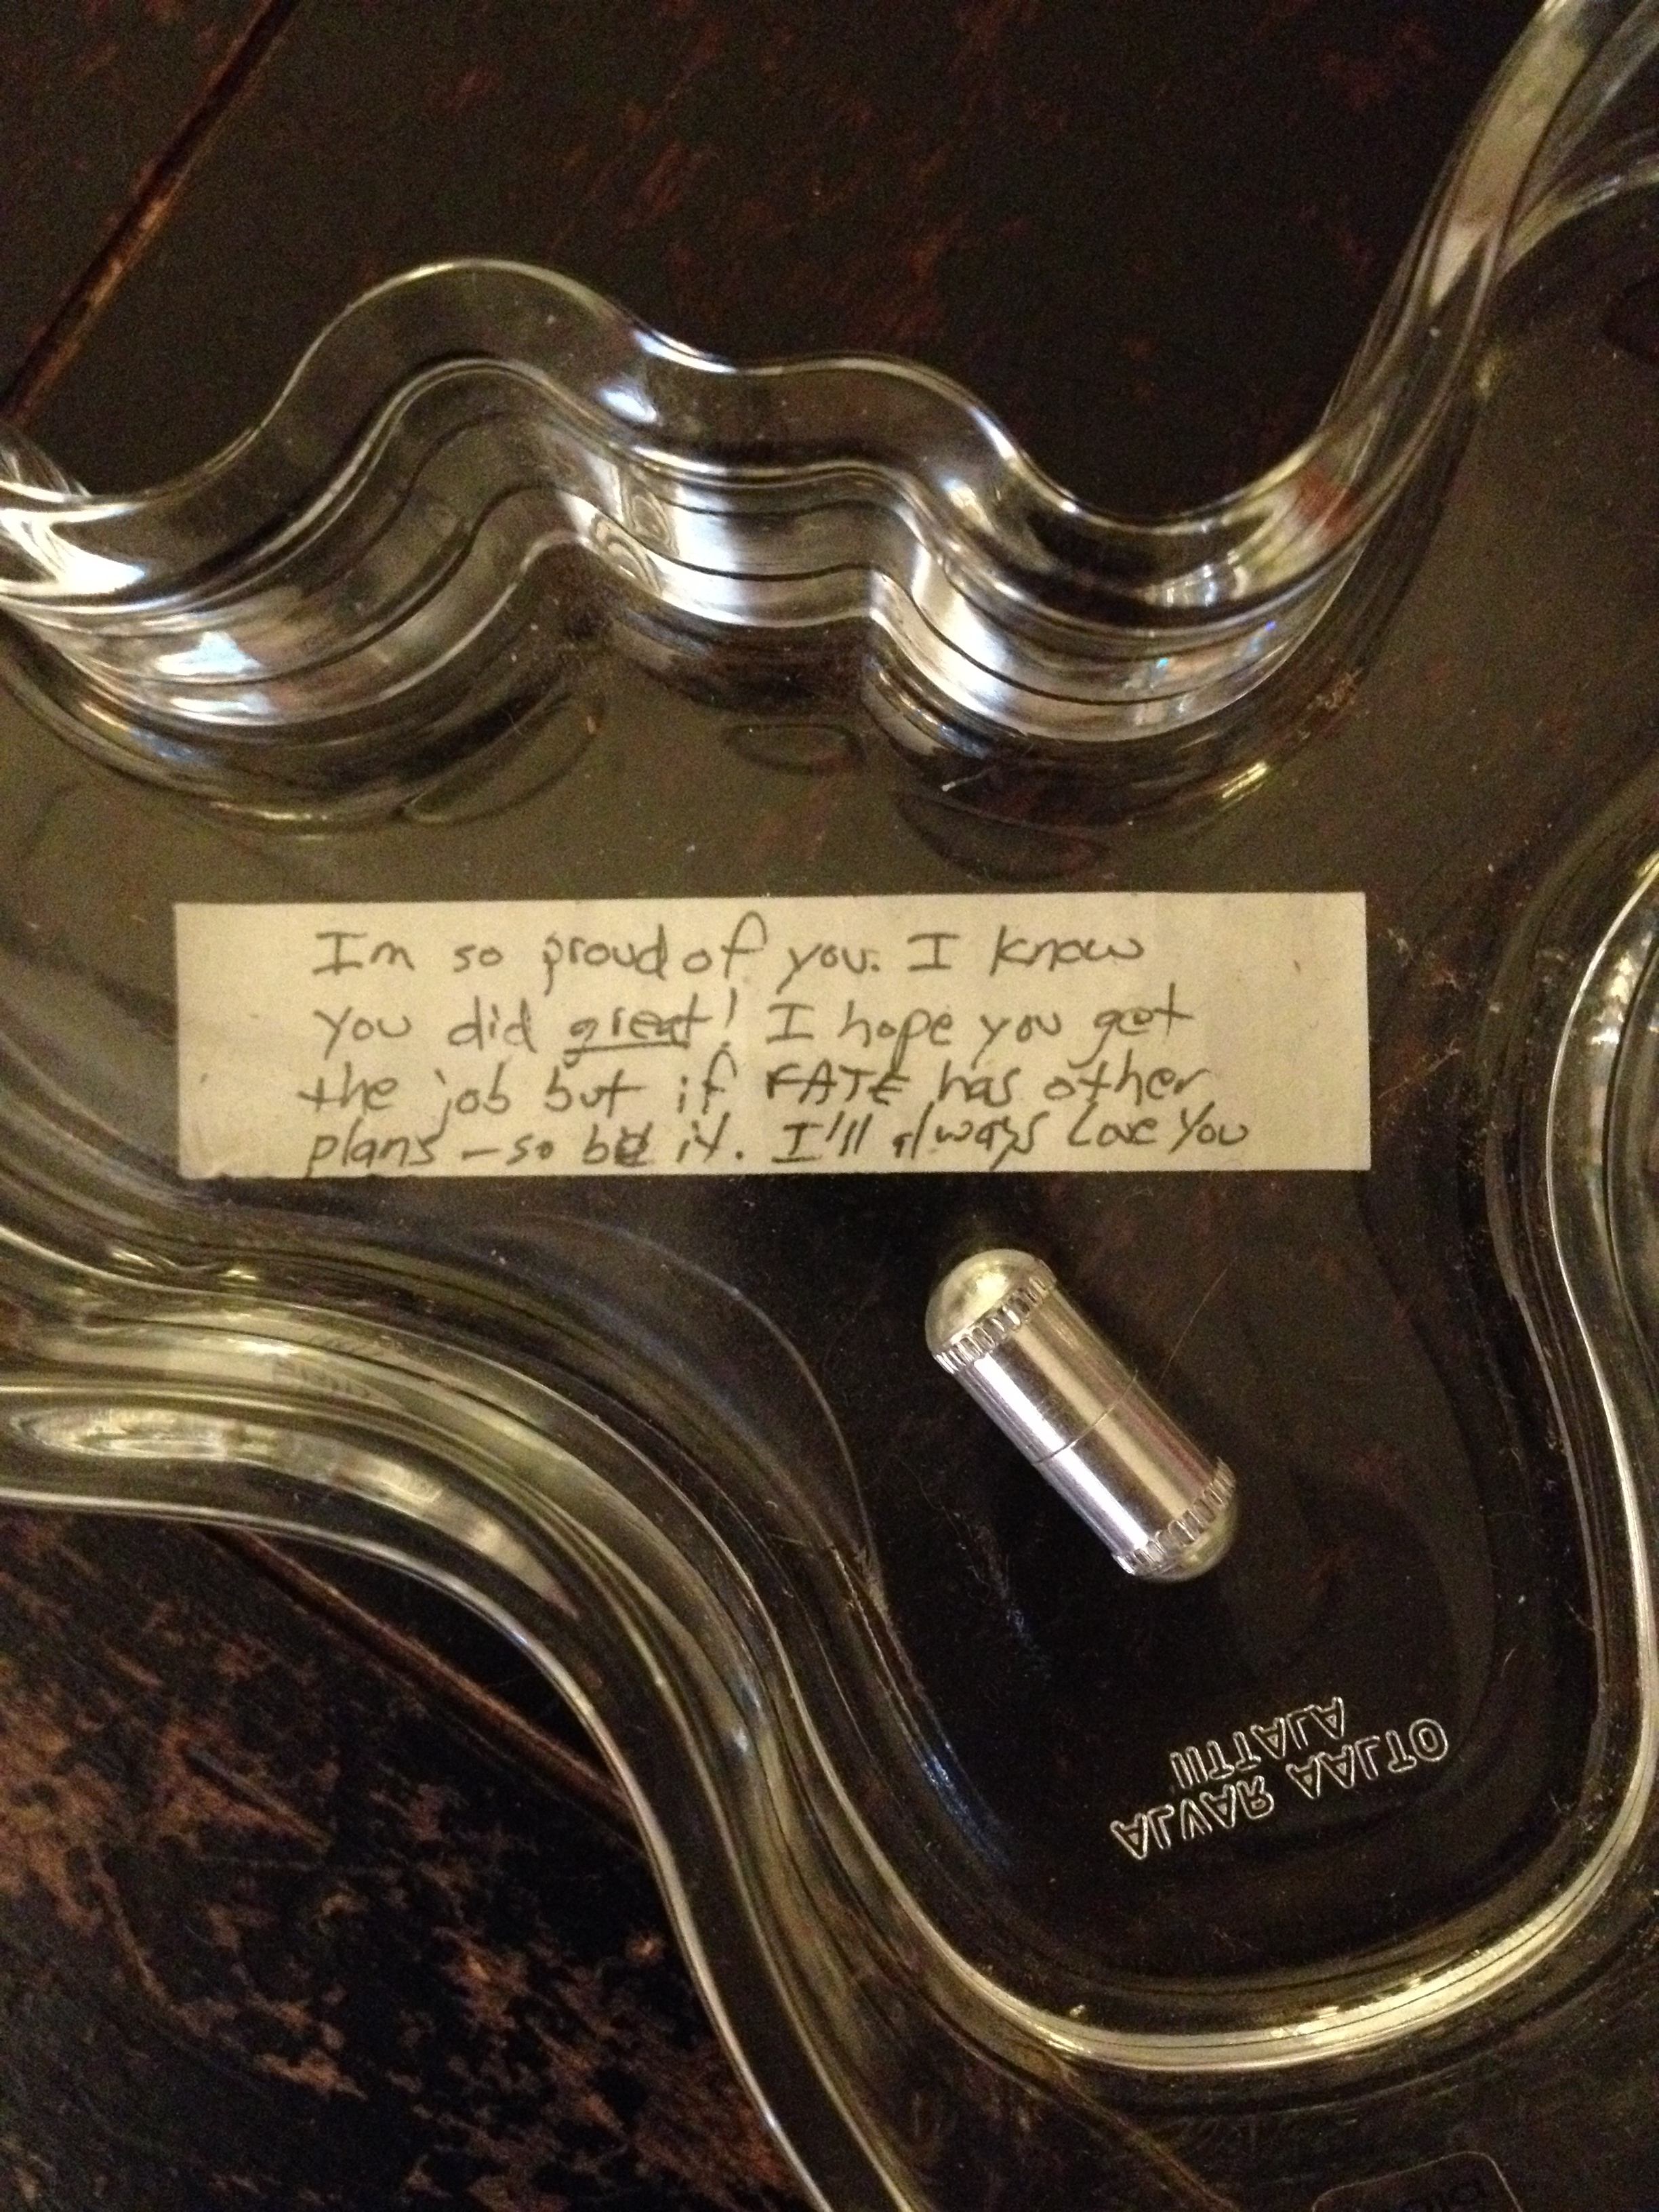 Im so proud of you. I know
you did great! I hope you get
the job but if FATE has other
plans – so be it. I'll always Love You
ALVAR AALTO
IITTALA